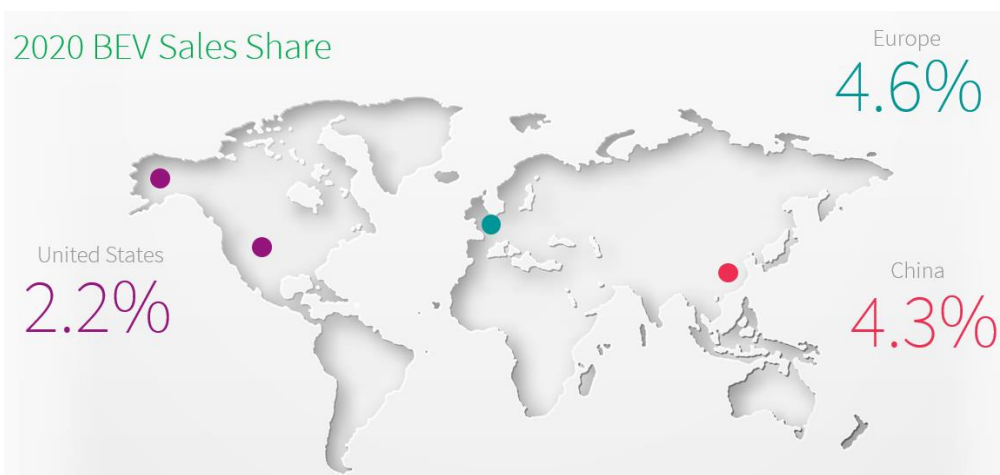 2020 BEV Sales Share
Europe
4.6%
United States
2.2%
China
4.3%